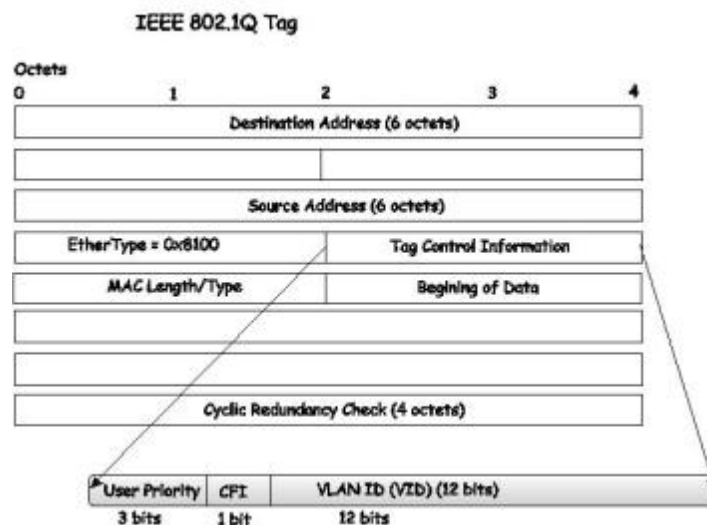 IEEE 802.1Q Tag
Octets
0 1 2 3 4
Destination Address (6 octets)
Source Address (6 octets)
EtherType = 0x8100 Tag Control Information
MAC Length/Type Begining of Data
Cyclic Redundancy Check (4 octets)
User Priority CFI VLAN ID (VID) (12 bits)
3 bits 1 bit 12 bits